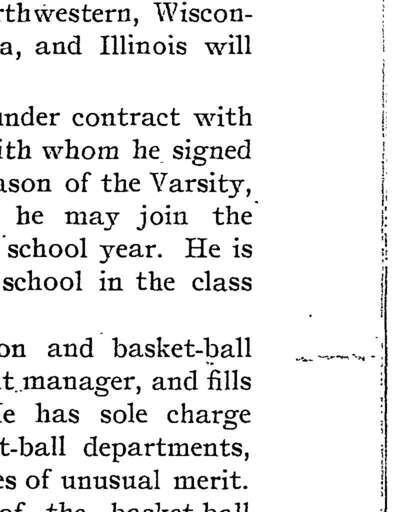 rthwestern, Wiscon-
a, and Illinois will
under contract with
ith whom he signed
ason of the Varsity,
he may join the
school year. He is
school in the class
on and basket-ball
t manager, and fills
le has sole charge
t-ball departments,
es of unusual merit.
of the basket-ball